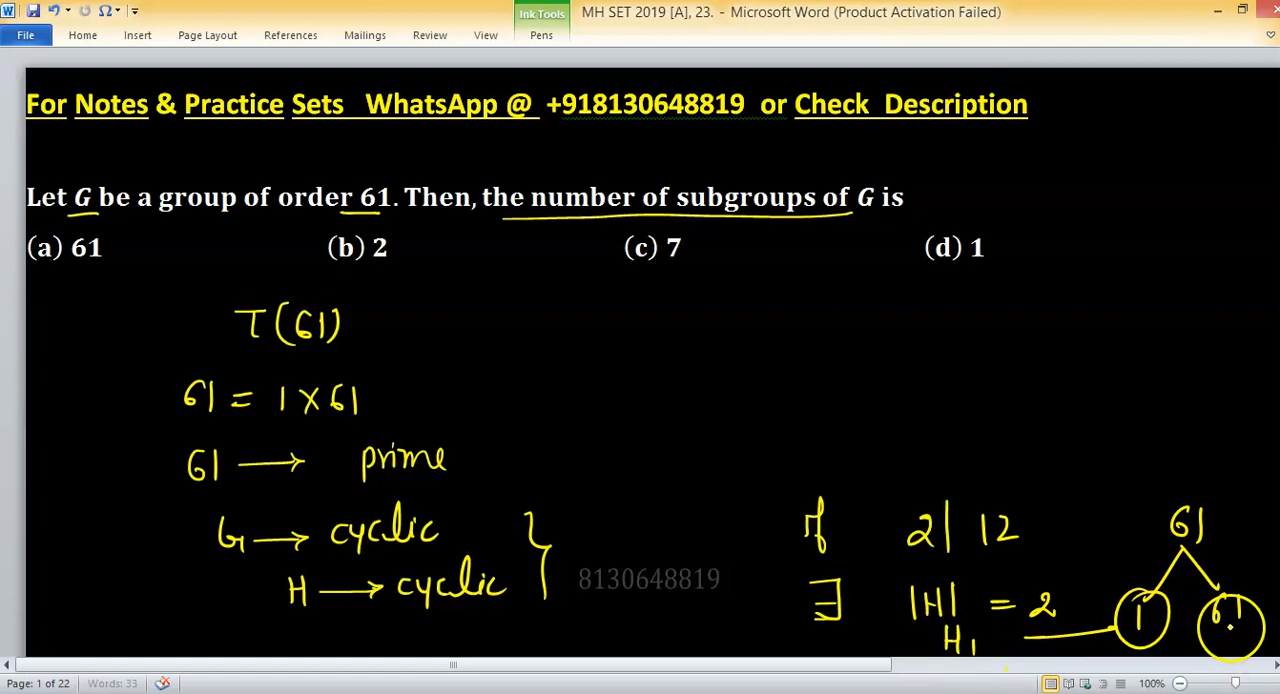 Ink Tools
MH SET 2019 [A], 23. - Microsoft Word (Product Activation Failed)
File Home Insert Page Layout References Mailings Review View Pens
For Notes & Practice Sets WhatsApp @ +918130648819 or Check Description
Let G be a group of order 61. Then, the number of subgroups of G is
(a) 61 (b) 2 (c) 7 (d) 1
T(61)
61 = 1 × 61
61 → prime
G → cyclic
H → cyclic }
8130648819
if 2 | 12
∃ |H| = 2
H1
61
1 61
Page: 1 of 22 Words: 33 100%